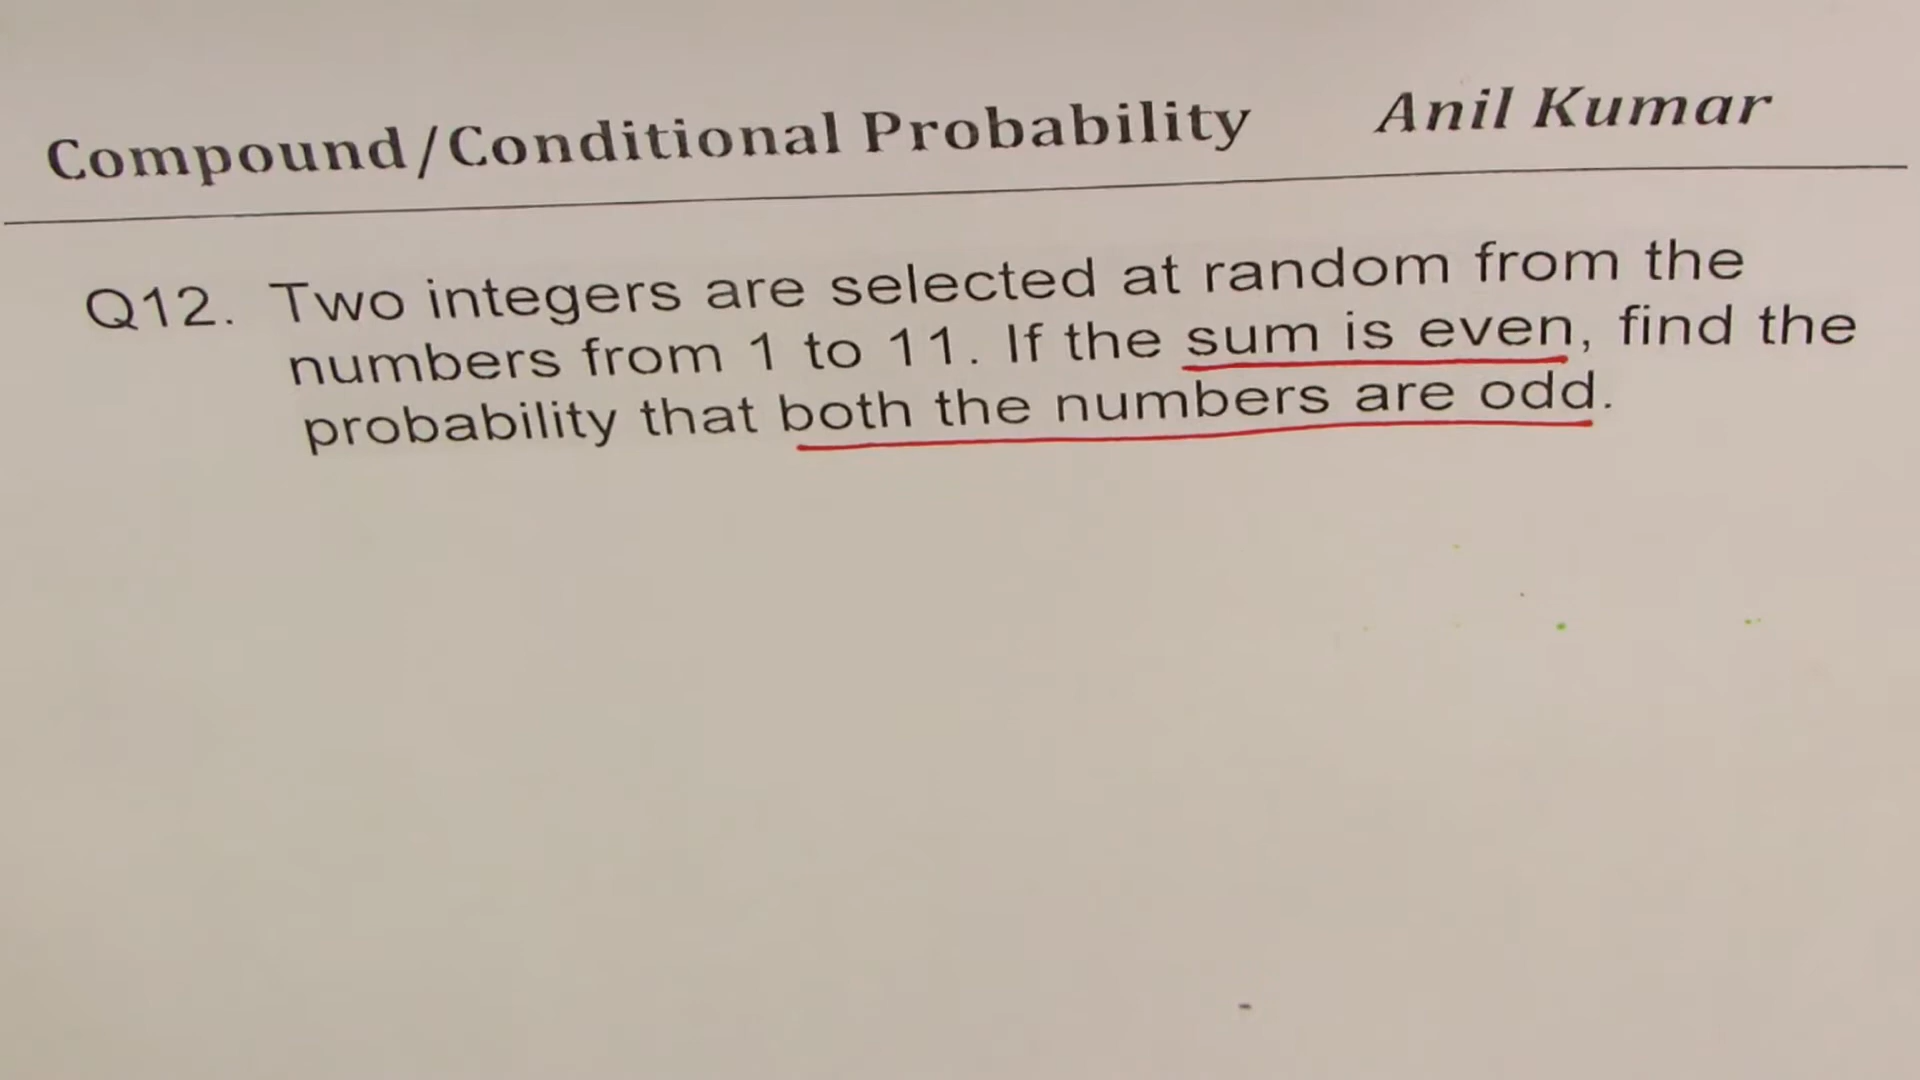 Compound/Conditional Probability Anil Kumar
Q12. Two integers are selected at random from the
numbers from 1 to 11. If the sum is even, find the
probability that both the numbers are odd.